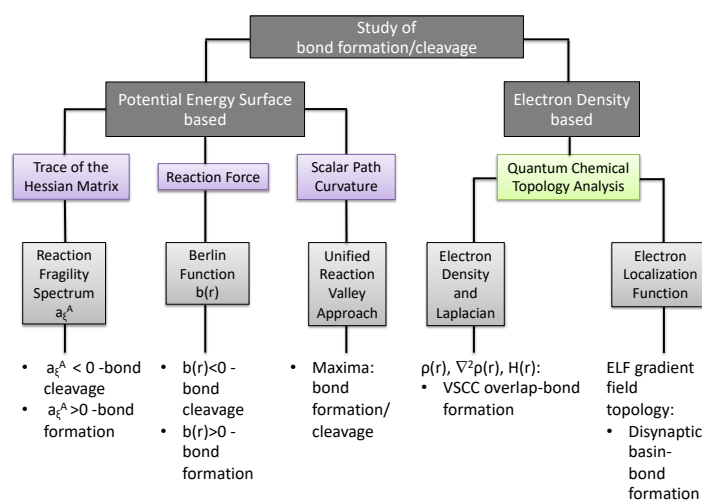 Study of
bond formation/cleavage
Potential Energy Surface
based
Electron Density
based
Trace of the
Hessian Matrix
Reaction Force
Scalar Path
Curvature
Quantum Chemical
Topology Analysis
Reaction
Fragility
Spectrum
a_ξ^A
Berlin
Function
b(r)
Unified
Reaction
Valley
Approach
Electron
Density
and
Laplacian
Electron
Localization
Function
• a_ξ^A < 0 -bond
cleavage
• a_ξ^A >0 -bond
formation
• b(r)<0 -
bond
cleavage
• b(r)>0 -
bond
formation
• Maxima:
bond
formation/
cleavage
ρ(r), ∇²ρ(r), H(r):
• VSCC overlap-bond
formation
ELF gradient
field
topology:
• Disynaptic
basin-
bond
formation